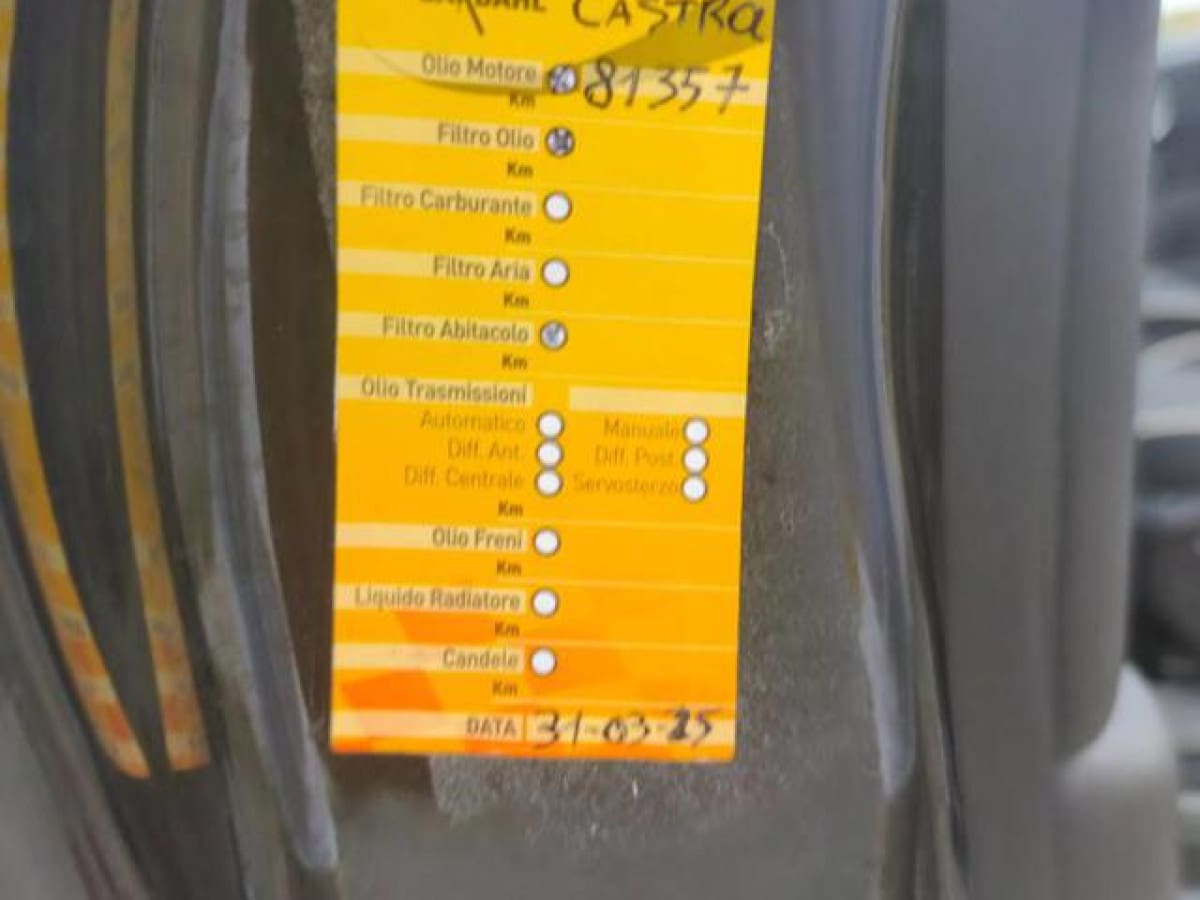 CASTRA
Olio Motore 81357
Km
Filtro Olio
Km
Filtro Carburante
Km
Filtro Aria
Km
Filtro Abitacolo
Km
Olio Trasmissioni
Automatico Manuale
Diff. Ant. Diff. Post.
Diff. Centrale Servosterzo
Km
Olio Freni
Km
Liquido Radiatore
Km
Candele
Km
DATA 31-03-25